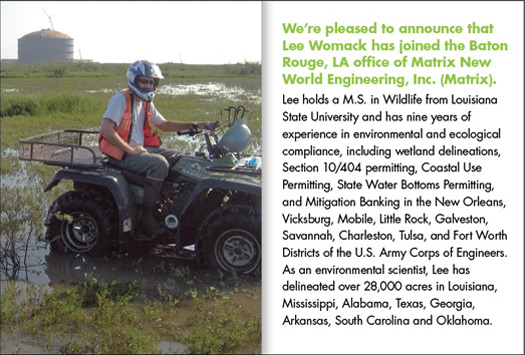 We're pleased to announce that
Lee Womack has joined the Baton
Rouge, LA office of Matrix New
World Engineering, Inc. (Matrix).
Lee holds a M.S. in Wildlife from Louisiana
State University and has nine years of
experience in environmental and ecological
compliance, including wetland delineations,
Section 10/404 permitting, Coastal Use
Permitting, State Water Bottoms Permitting,
and Mitigation Banking in the New Orleans,
Vicksburg, Mobile, Little Rock, Galveston,
Savannah, Charleston, Tulsa, and Fort Worth
Districts of the U.S. Army Corps of Engineers.
As an environmental scientist, Lee has
delineated over 28,000 acres in Louisiana,
Mississippi, Alabama, Texas, Georgia,
Arkansas, South Carolina and Oklahoma.